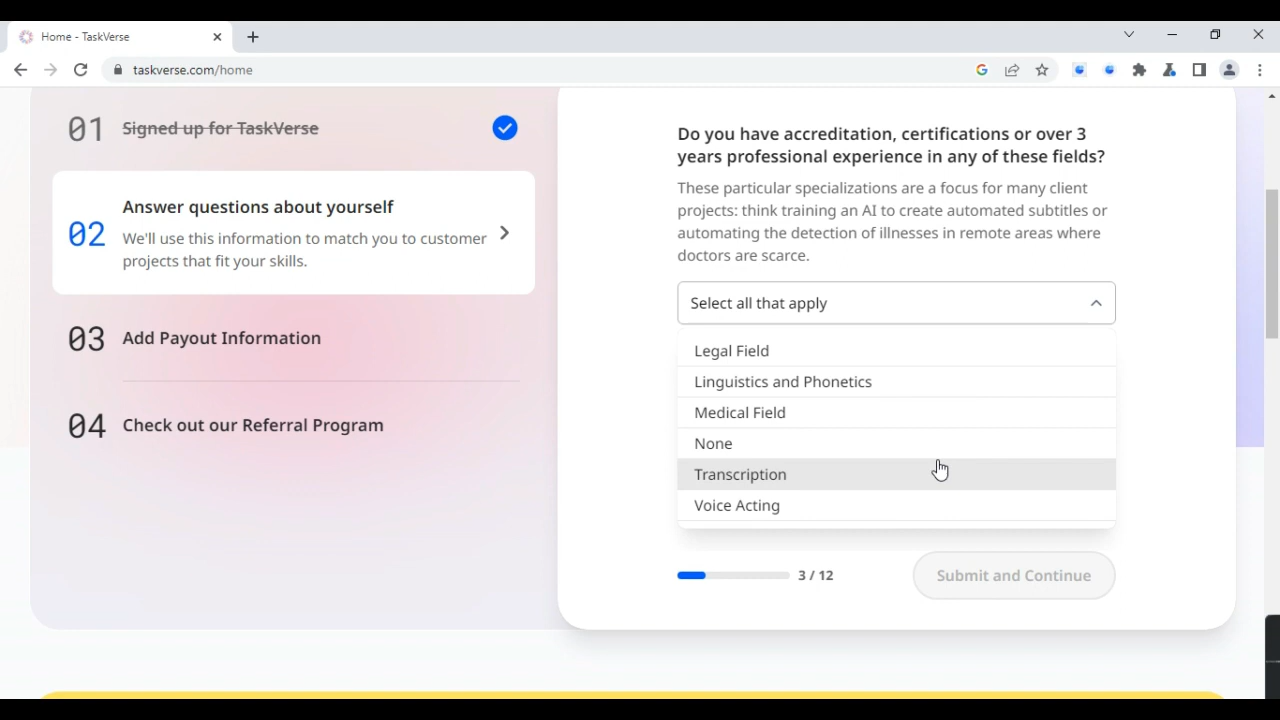 Home - TaskVerse
taskverse.com/home
01 Signed up for TaskVerse
02 Answer questions about yourself
We'll use this information to match you to customer
projects that fit your skills.
03 Add Payout Information
04 Check out our Referral Program
Do you have accreditation, certifications or over 3
years professional experience in any of these fields?
These particular specializations are a focus for many client
projects: think training an AI to create automated subtitles or
automating the detection of illnesses in remote areas where
doctors are scarce.
Select all that apply
Legal Field
Linguistics and Phonetics
Medical Field
None
Transcription
Voice Acting
3 / 12
Submit and Continue